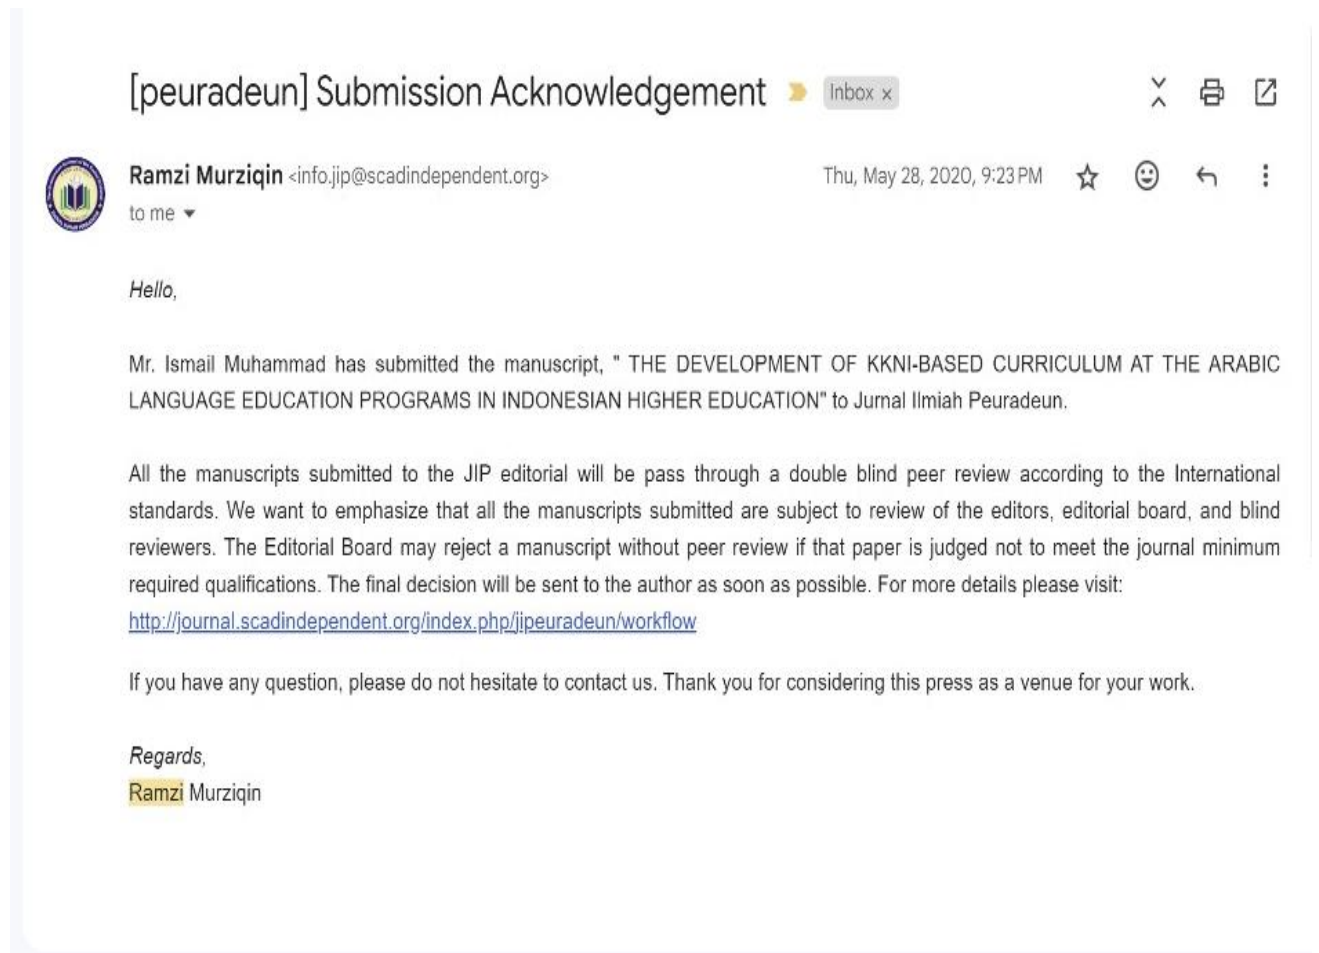 [peuradeun] Submission Acknowledgement Inbox ×
Ramzi Murziqin <info.jip@scadindependent.org> Thu, May 28, 2020, 9:23 PM
to me
Hello,
Mr. Ismail Muhammad has submitted the manuscript, " THE DEVELOPMENT OF KKNI-BASED CURRICULUM AT THE ARABIC
LANGUAGE EDUCATION PROGRAMS IN INDONESIAN HIGHER EDUCATION" to Jurnal Ilmiah Peuradeun.
All the manuscripts submitted to the JIP editorial will be pass through a double blind peer review according to the International
standards. We want to emphasize that all the manuscripts submitted are subject to review of the editors, editorial board, and blind
reviewers. The Editorial Board may reject a manuscript without peer review if that paper is judged not to meet the journal minimum
required qualifications. The final decision will be sent to the author as soon as possible. For more details please visit:
http://journal.scadindependent.org/index.php/jipeuradeun/workflow
If you have any question, please do not hesitate to contact us. Thank you for considering this press as a venue for your work.
Regards,
Ramzi Murziqin